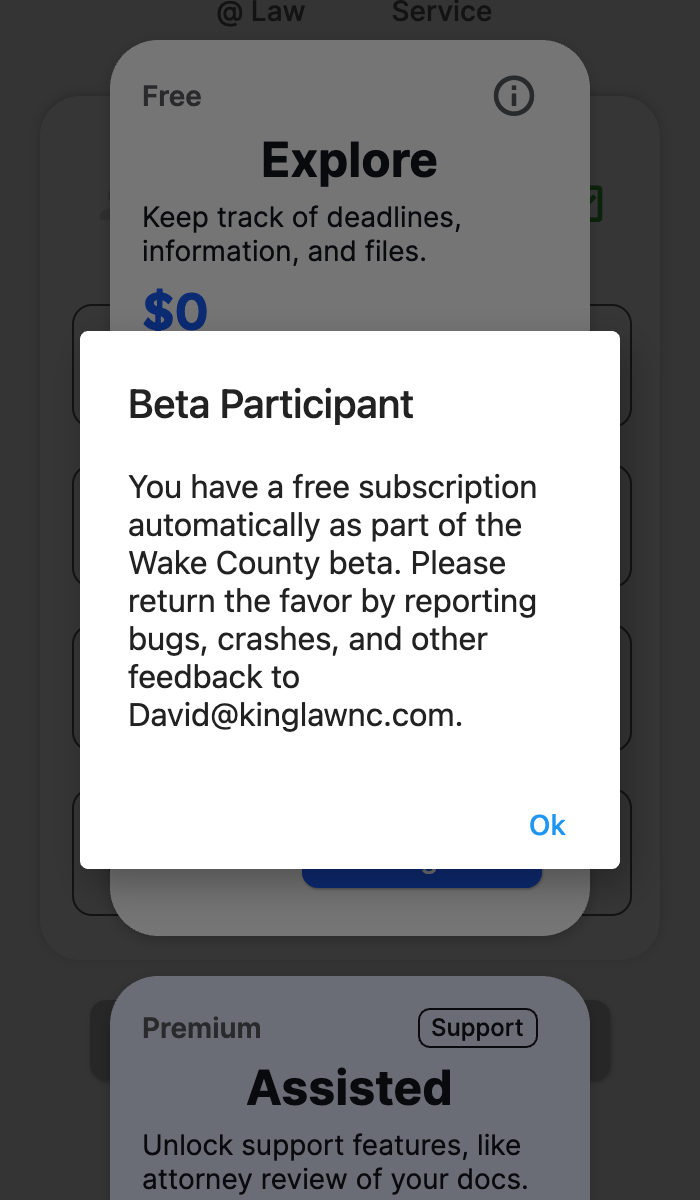 @ Law Service
Free
Explore
Keep track of deadlines,
information, and files.
$0
Beta Participant
You have a free subscription
automatically as part of the
Wake County beta. Please
return the favor by reporting
bugs, crashes, and other
feedback to
David@kinglawnc.com.
Ok
Premium
Support
Assisted
Unlock support features, like
attorney review of your docs.